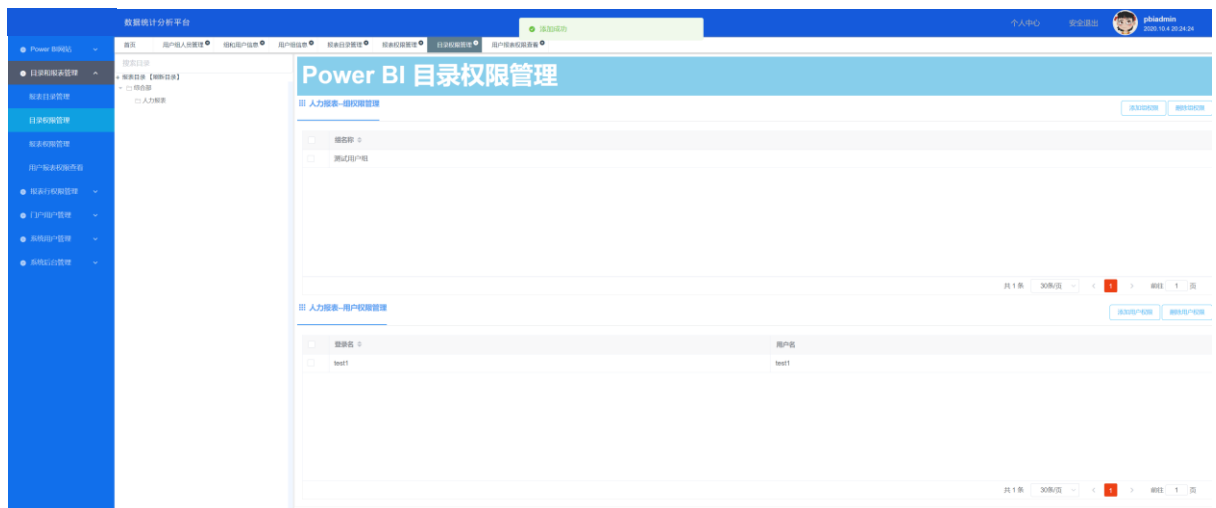 数据统计分析平台
添加成功
个人中心
安全退出
pbiadmin
2020.10.4 20:24:24
Power BI网站
首页
用户组人员管理
组和用户信息
用户组信息
报表目录管理
报表权限管理
目录权限管理
用户报表权限查看
目录和报表管理
报表目录管理
目录权限管理
报表权限管理
用户报表权限查看
报表行权限管理
门户用户管理
系统用户管理
系统后台管理
搜索目录
报表目录【刷新目录】
综合部
人力报表
Power BI 目录权限管理
人力报表--组权限管理
添加组权限
删除组权限
组名称
测试用户组
共 1 条
30条/页
1
前往 1 页
人力报表--用户权限管理
添加用户权限
删除用户权限
登录名
用户名
test1
test1
共 1 条
30条/页
1
前往 1 页